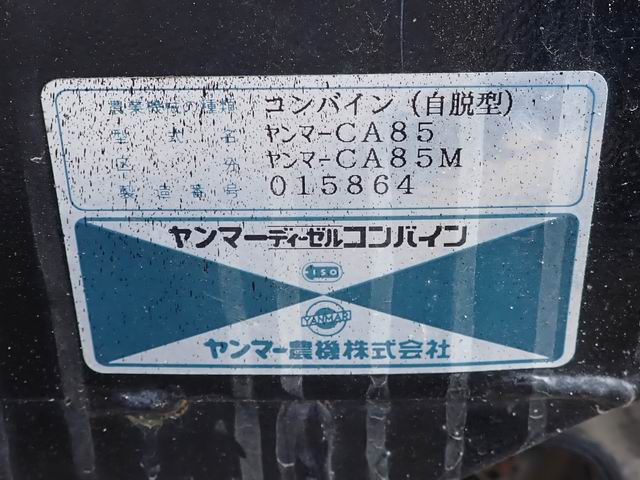 農業機械の種類 コンバイン（自脱型）
型式名 ヤンマーCA85
区分 ヤンマーCA85M
製造番号 015864
ヤンマーディーゼルコンバイン
ISO
YANMAR
ヤンマー農機株式会社